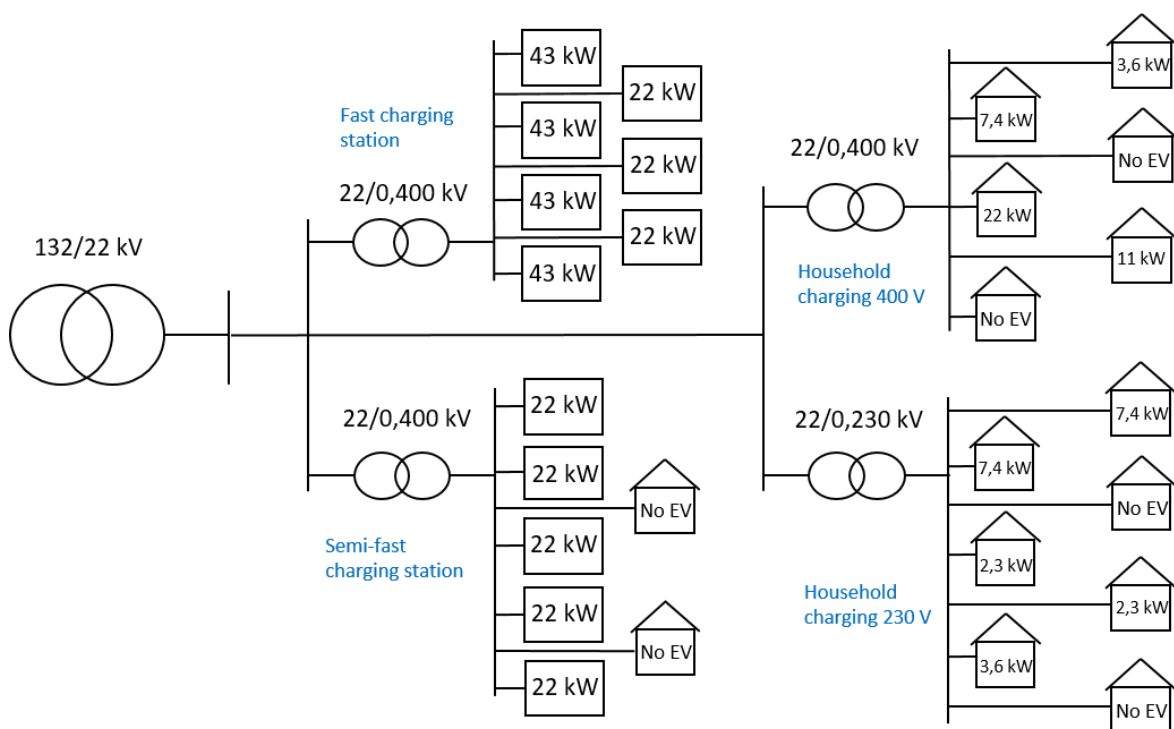 132/22 kV
Fast charging
station
22/0,400 kV
43 kW
22 kW
43 kW
22 kW
43 kW
22 kW
43 kW
Semi-fast
charging station
22/0,400 kV
22 kW
22 kW
No EV
22 kW
22 kW
No EV
22 kW
22/0,400 kV
Household
charging 400 V
3,6 kW
7,4 kW
No EV
22 kW
11 kW
No EV
22/0,230 kV
Household
charging 230 V
7,4 kW
7,4 kW
No EV
2,3 kW
2,3 kW
3,6 kW
No EV